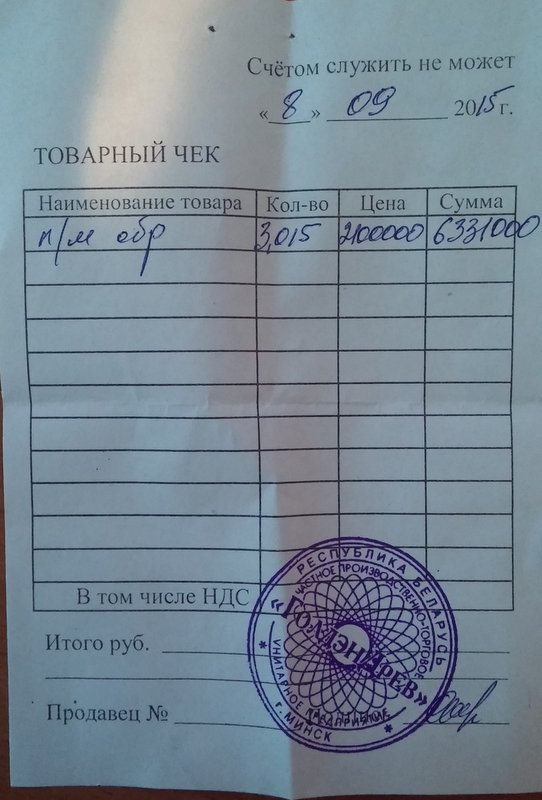 Счётом служить не может
« 8 » 09 2015 г.
ТОВАРНЫЙ ЧЕК
Наименование товара Кол-во Цена Сумма
п/м обр 3,015 2100000 6331000
В том числе НДС
Итого руб.
Продавец №
РЕСПУБЛИКА БЕЛАРУСЬ
ЧАСТНОЕ ПРОИЗВОДСТВЕННО-ТОРГОВОЕ
УНИТАРНОЕ ПРЕДПРИЯТИЕ
г. МИНСК